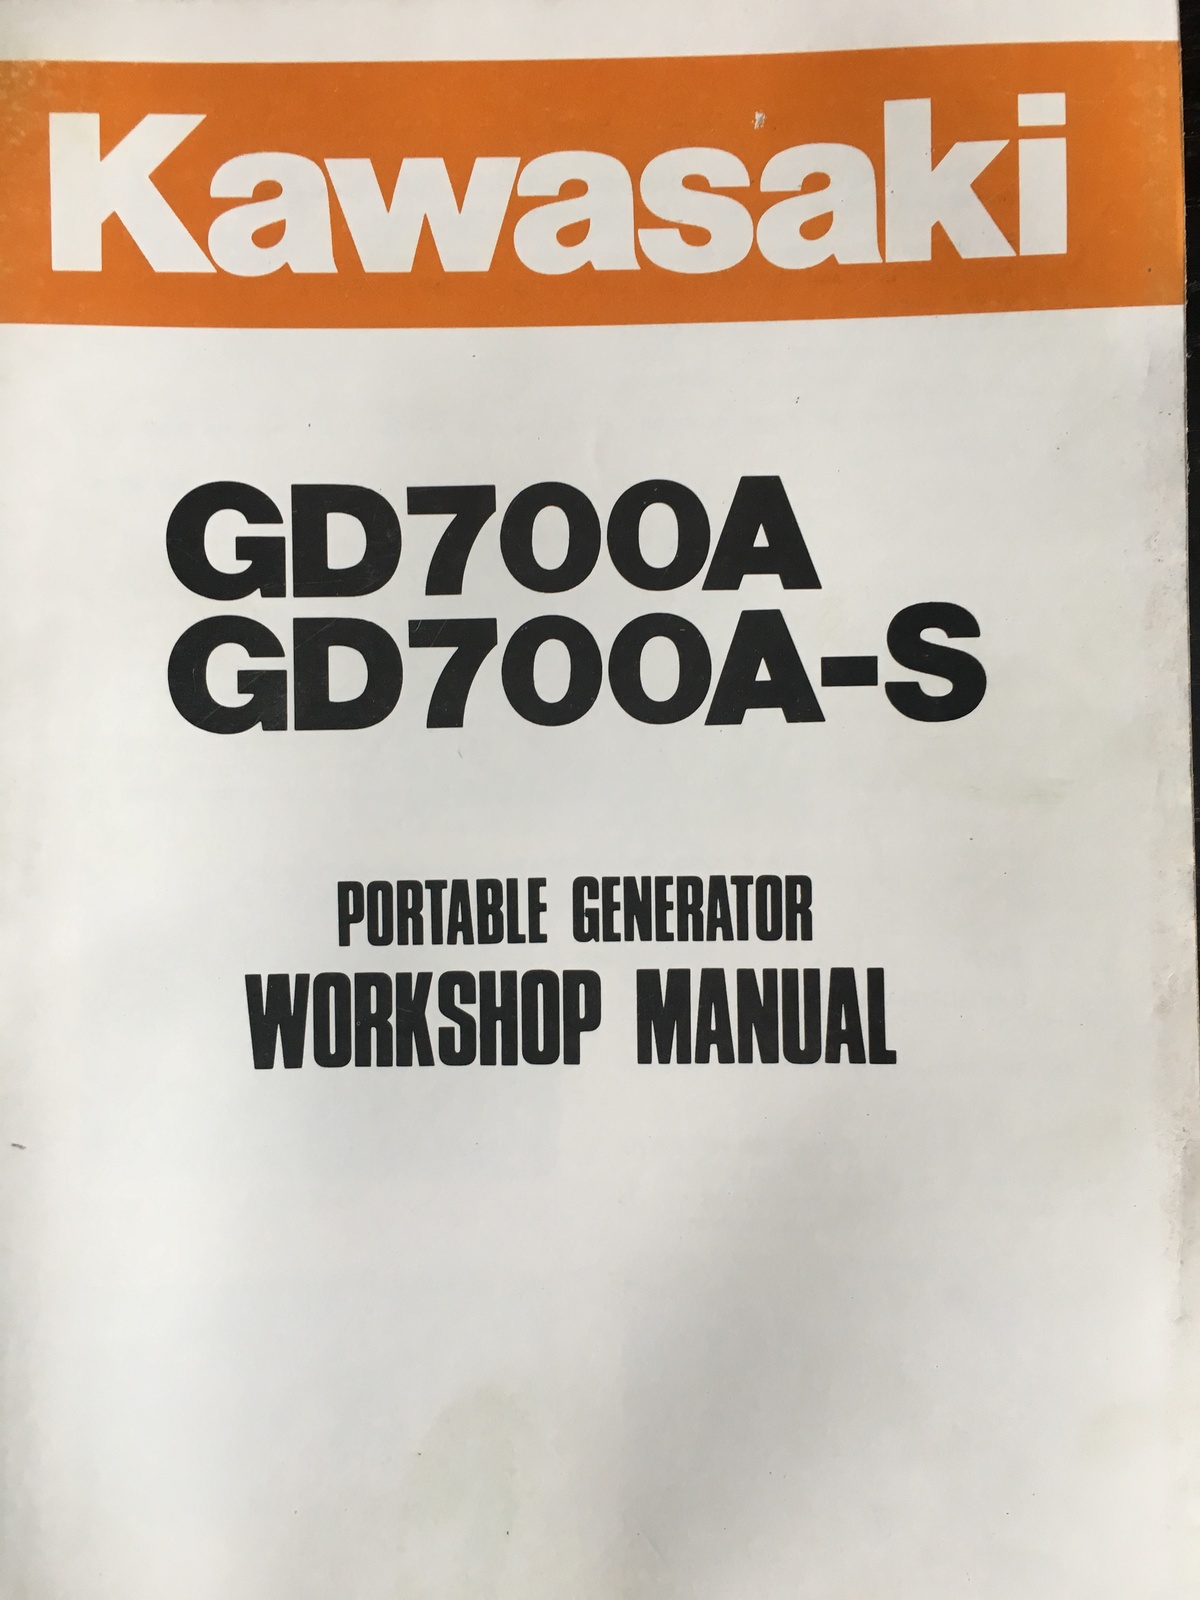 Kawasaki
GD700A
GD700A-S
PORTABLE GENERATOR
WORKSHOP MANUAL